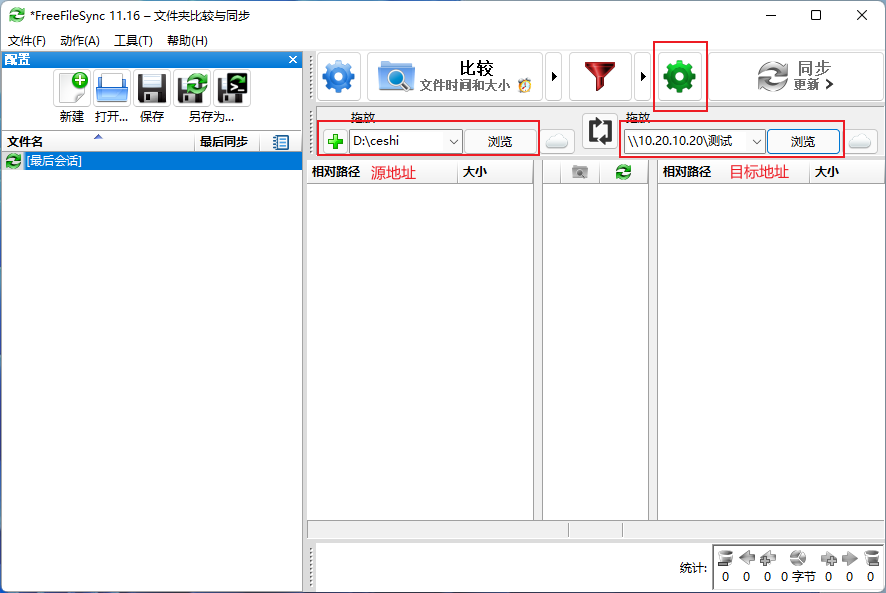 *FreeFileSync 11.16 – 文件夹比较与同步
文件(F) 动作(A) 工具(T) 帮助(H)
配置
新建 打开... 保存 另存为...
文件名 最后同步
[最后会话]
比较
文件时间和大小
同步
更新
拖放
D:\ceshi 浏览
拖放
\\10.20.10.20\测试 浏览
相对路径 源地址 大小
相对路径 目标地址 大小
统计:
0 0 0 0 字节 0 0 0